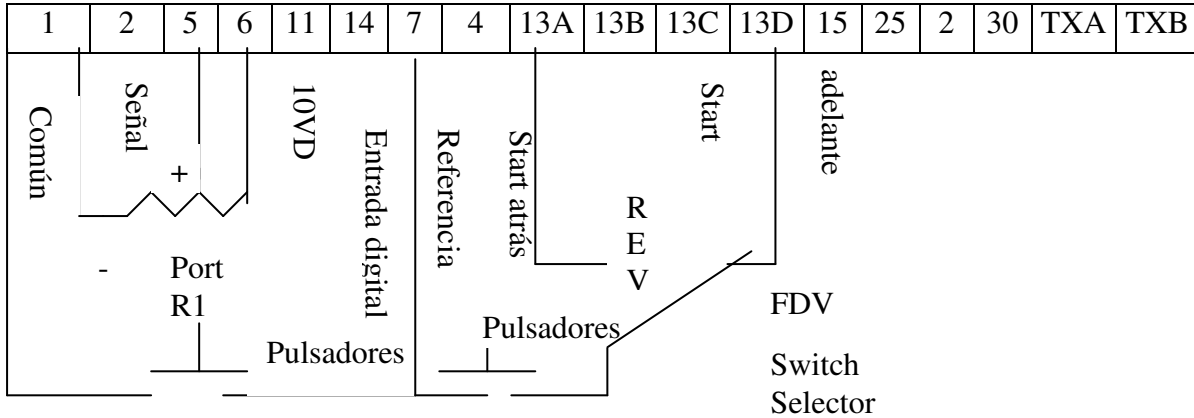 1 2 5 6 11 14 7 4 13A 13B 13C 13D 15 25 2 30 TXA TXB
Común
Señal
+
10VD
Entrada digital
Referencia
Start atrás
REV
Start
adelante
-
Port
R1
Pulsadores
Pulsadores
FDV
Switch
Selector